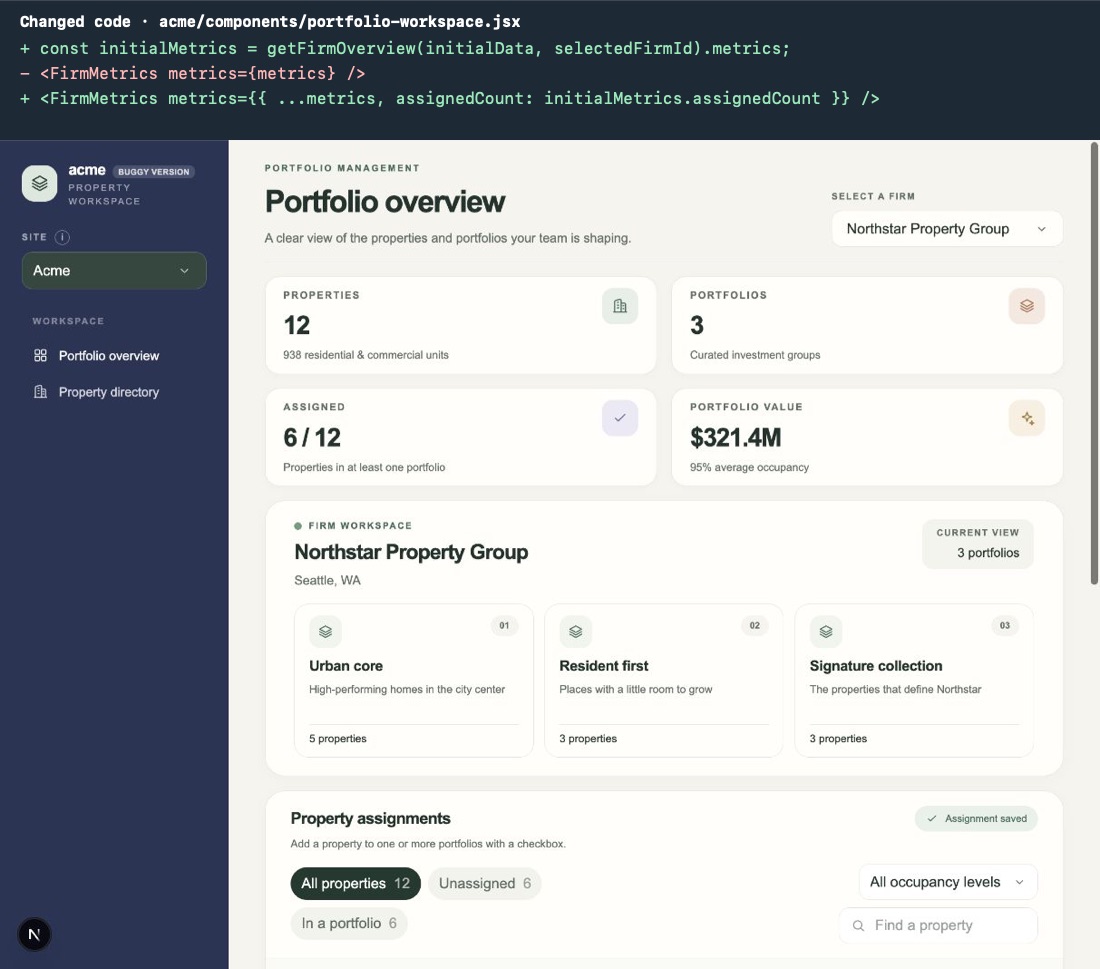 Changed code · acme/components/portfolio-workspace.jsx
+ const initialMetrics = getFirmOverview(initialData, selectedFirmId).metrics;
− <FirmMetrics metrics={metrics} />
+ <FirmMetrics metrics={{ ...metrics, assignedCount: initialMetrics.assignedCount }} />
acme BUGGY VERSION
PROPERTY
WORKSPACE
SITE i
Acme
WORKSPACE
Portfolio overview
Property directory
N
PORTFOLIO MANAGEMENT
Portfolio overview
A clear view of the properties and portfolios your team is shaping.
SELECT A FIRM
Northstar Property Group
PROPERTIES
12
938 residential & commercial units
PORTFOLIOS
3
Curated investment groups
ASSIGNED
6 / 12
Properties in at least one portfolio
PORTFOLIO VALUE
$321.4M
95% average occupancy
FIRM WORKSPACE
Northstar Property Group
Seattle, WA
CURRENT VIEW
3 portfolios
01
Urban core
High-performing homes in the city center
5 properties
02
Resident first
Places with a little room to grow
3 properties
03
Signature collection
The properties that define Northstar
3 properties
Property assignments
Add a property to one or more portfolios with a checkbox.
Assignment saved
All properties 12
Unassigned 6
In a portfolio 6
All occupancy levels
Find a property